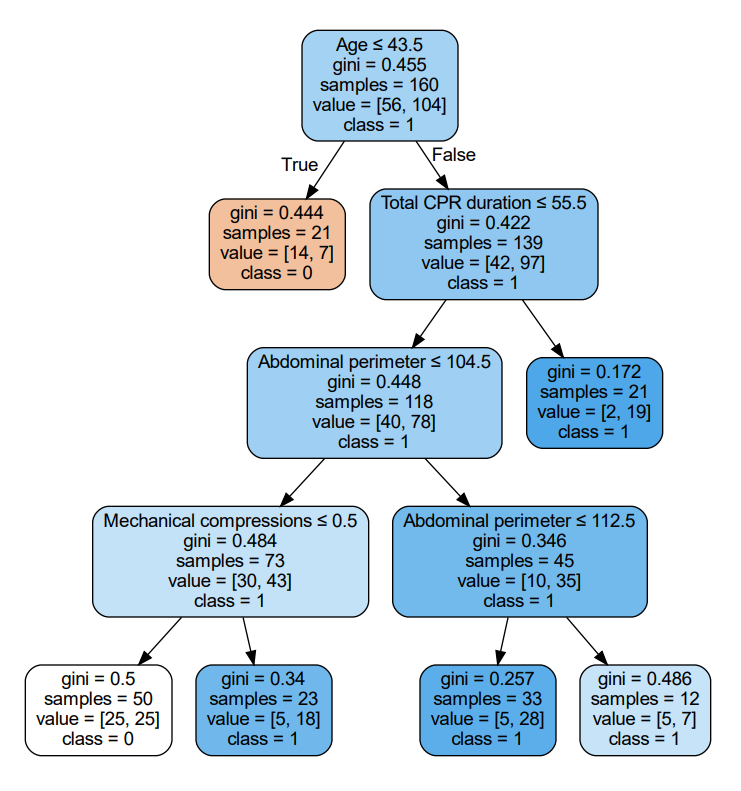 Age ≤ 43.5
gini = 0.455
samples = 160
value = [56, 104]
class = 1
True
False
gini = 0.444
samples = 21
value = [14, 7]
class = 0
Total CPR duration ≤ 55.5
gini = 0.422
samples = 139
value = [42, 97]
class = 1
Abdominal perimeter ≤ 104.5
gini = 0.448
samples = 118
value = [40, 78]
class = 1
gini = 0.172
samples = 21
value = [2, 19]
class = 1
Mechanical compressions ≤ 0.5
gini = 0.484
samples = 73
value = [30, 43]
class = 1
Abdominal perimeter ≤ 112.5
gini = 0.346
samples = 45
value = [10, 35]
class = 1
gini = 0.5
samples = 50
value = [25, 25]
class = 0
gini = 0.34
samples = 23
value = [5, 18]
class = 1
gini = 0.257
samples = 33
value = [5, 28]
class = 1
gini = 0.486
samples = 12
value = [5, 7]
class = 1